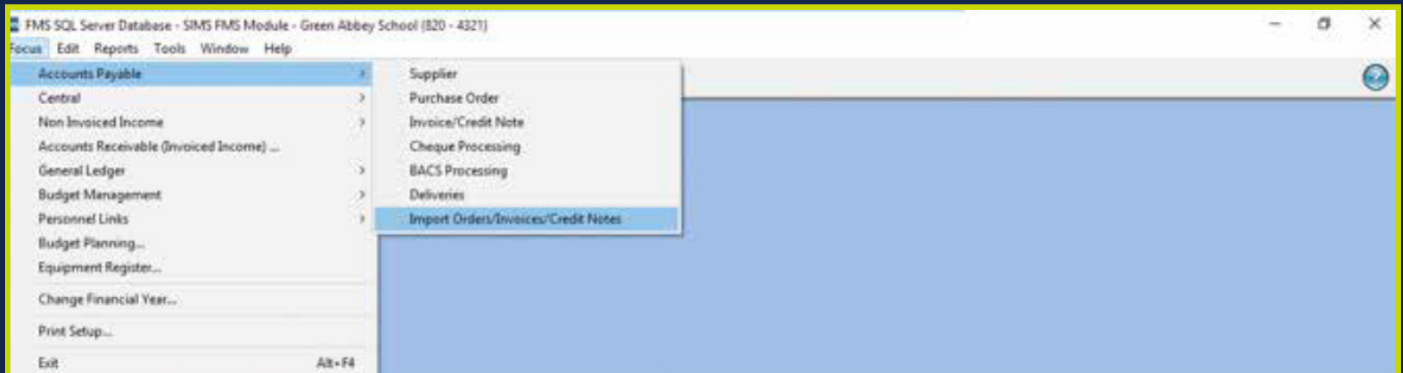 FMS SQL Server Database - SIMS FMS Module - Green Abbey School (820 - 4321)
Focus Edit Reports Tools Window Help
Accounts Payable
Central
Non Invoiced Income
Accounts Receivable (Invoiced Income) ...
General Ledger
Budget Management
Personnel Links
Budget Planning...
Equipment Register...
Change Financial Year...
Print Setup...
Exit Alt+F4
Supplier
Purchase Order
Invoice/Credit Note
Cheque Processing
BACS Processing
Deliveries
Import Orders/Invoices/Credit Notes